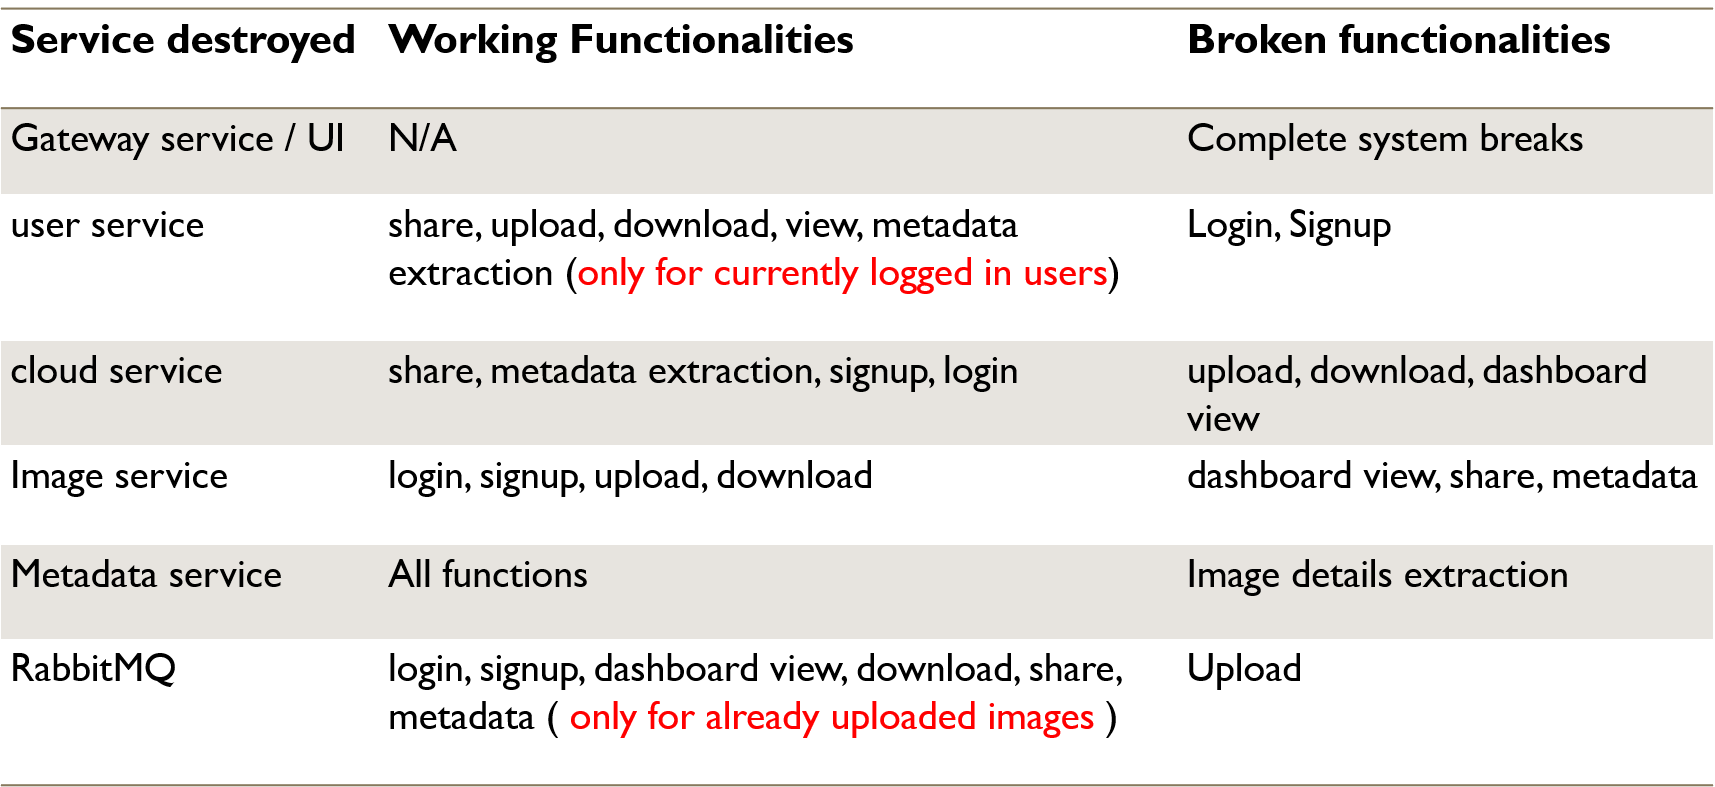 Service destroyed Working Functionalities Broken functionalities
Gateway service / UI N/A Complete system breaks
user service share, upload, download, view, metadata Login, Signup
extraction (only for currently logged in users)
cloud service share, metadata extraction, signup, login upload, download, dashboard
view
Image service login, signup, upload, download dashboard view, share, metadata
Metadata service All functions Image details extraction
RabbitMQ login, signup, dashboard view, download, share, Upload
metadata ( only for already uploaded images )